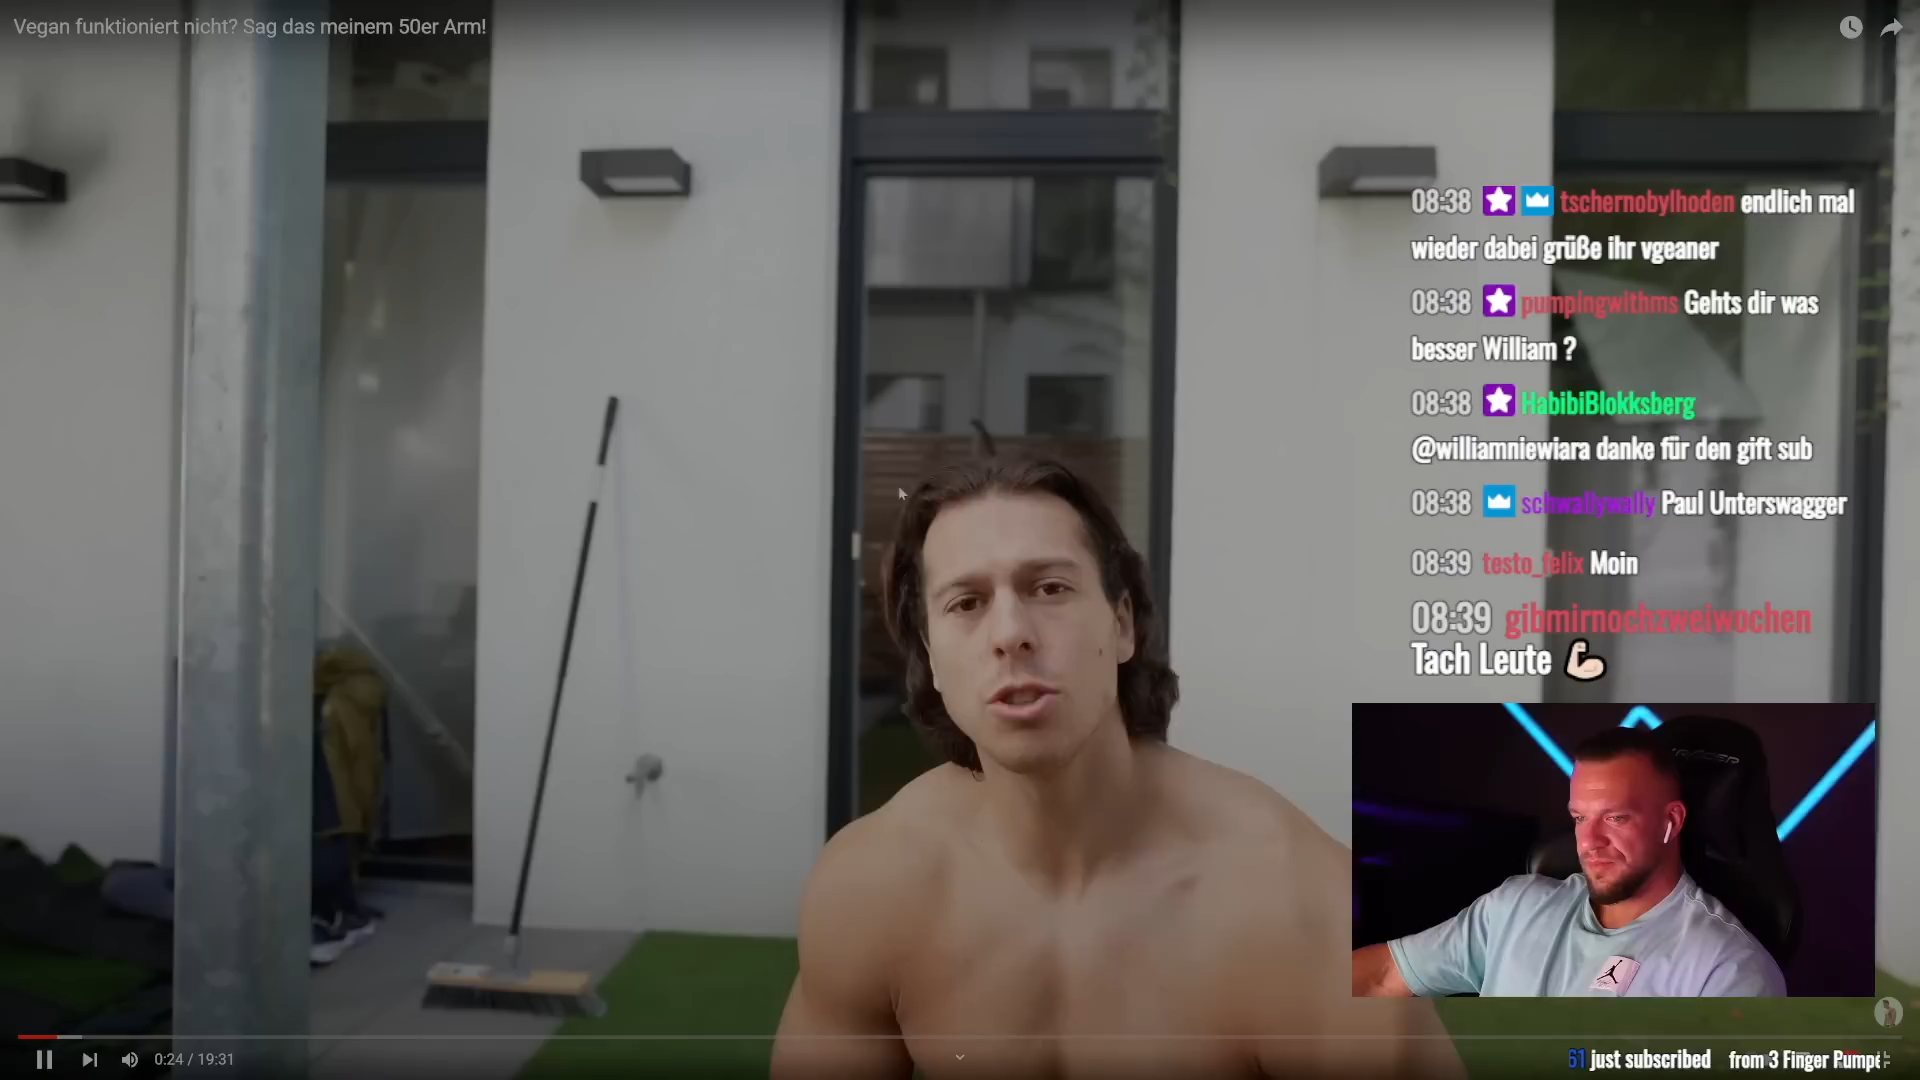 Vegan funktioniert nicht? Sag das meinem 50er Arm!
08:38 tschernobylhoden endlich mal
wieder dabei grüße ihr vgeaner
08:38 pumpingwithms Gehts dir was
besser William ?
08:38 HabibiBlokksberg
@williamniewiara danke für den gift sub
08:38 schwallywally Paul Unterswagger
08:39 testo_felix Moin
08:39 gibmirnochzweiwochen
Tach Leute 💪🏻
0:24 / 19:31
61 just subscribed from 3 Finger Pumpe